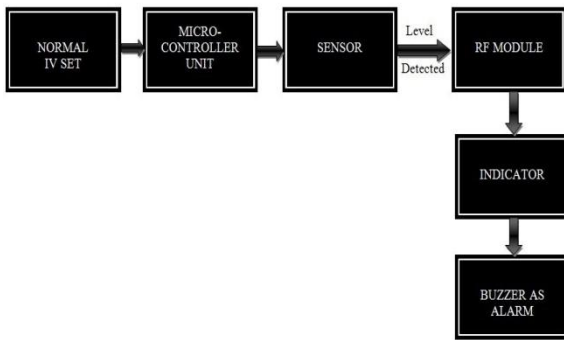 NORMAL
IV SET
MICRO-
CONTROLLER
UNIT
SENSOR
Level
Detected
RF MODULE
INDICATOR
BUZZER AS
ALARM